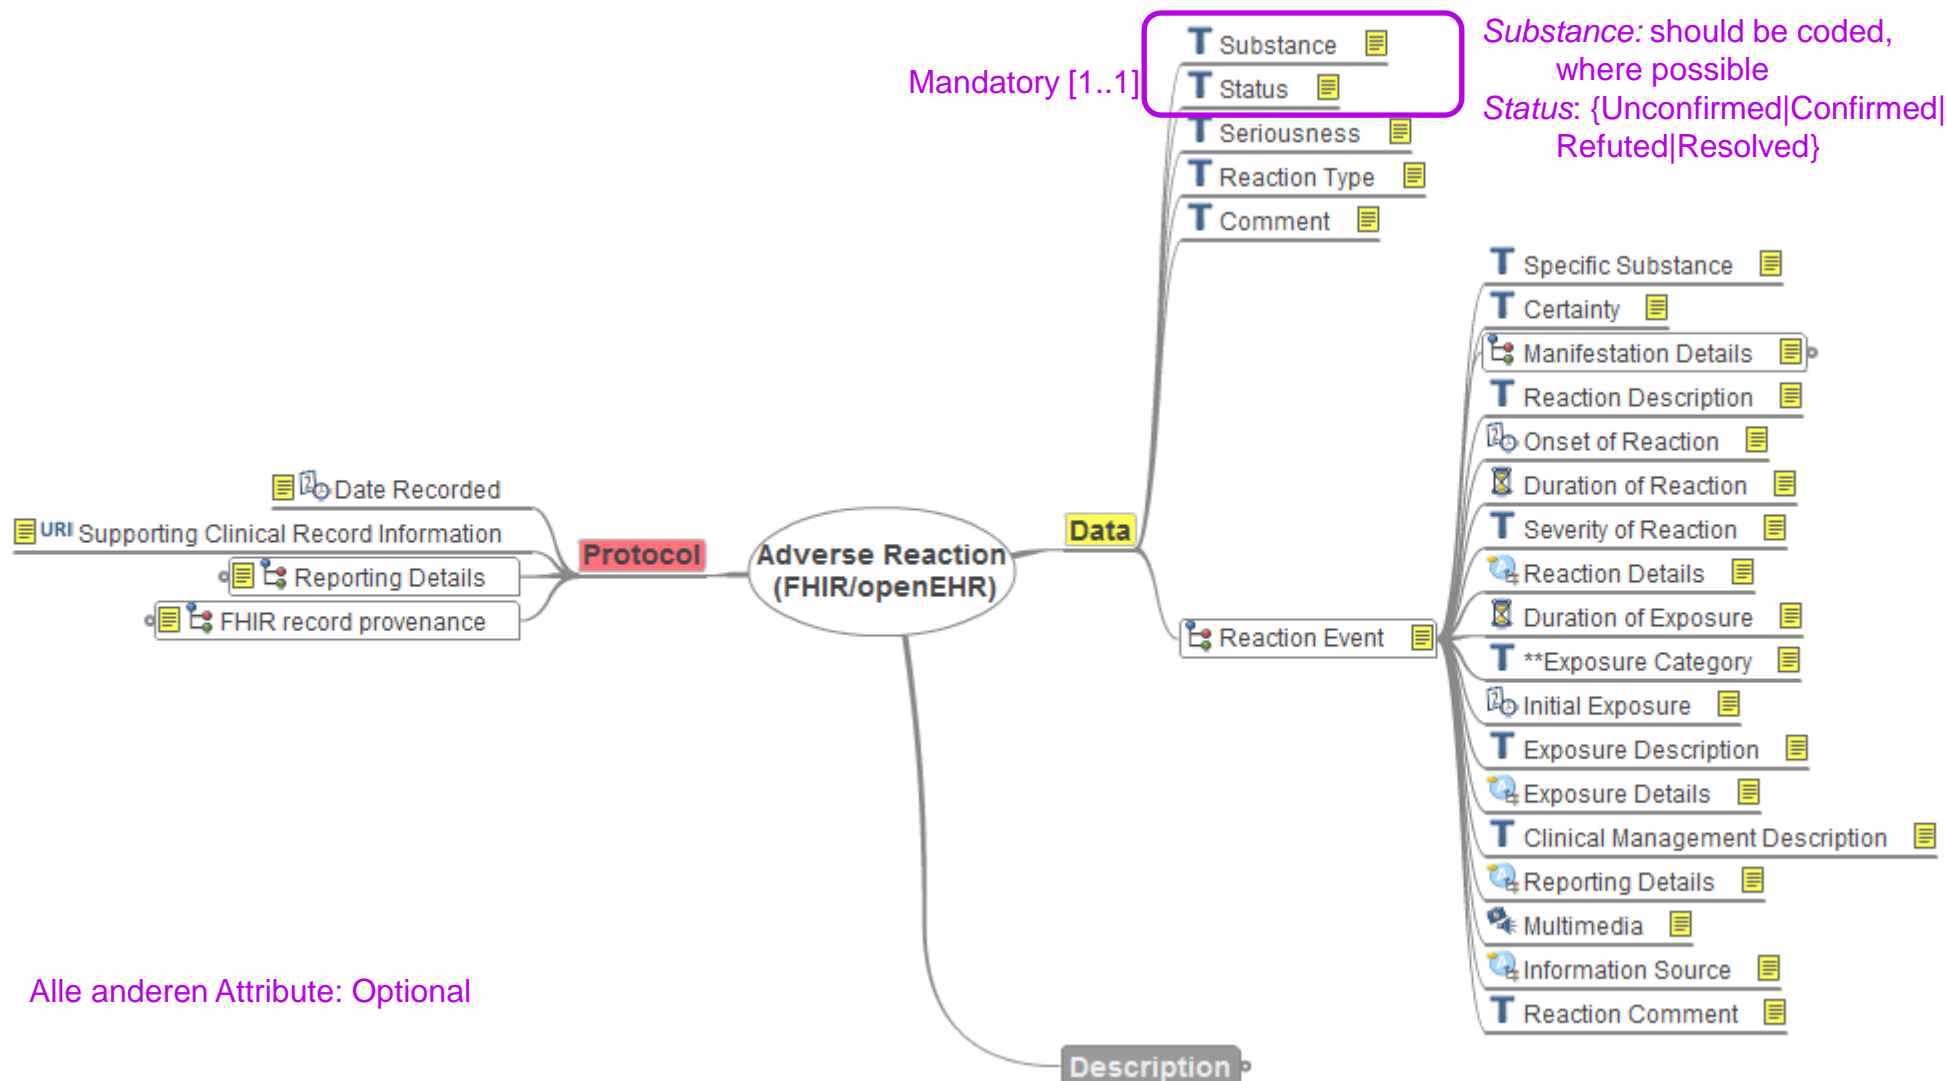 Mandatory [1..1]
T Substance
T Status
T Seriousness
T Reaction Type
T Comment
Substance: should be coded,
where possible
Status: {Unconfirmed|Confirmed|
Refuted|Resolved}
T Specific Substance
T Certainty
Manifestation Details
T Reaction Description
Onset of Reaction
Duration of Reaction
T Severity of Reaction
Reaction Details
Duration of Exposure
T **Exposure Category
Initial Exposure
T Exposure Description
Exposure Details
T Clinical Management Description
Reporting Details
Multimedia
Information Source
T Reaction Comment
Reaction Event
Data
Adverse Reaction
(FHIR/openEHR)
Protocol
Date Recorded
URI Supporting Clinical Record Information
Reporting Details
FHIR record provenance
Alle anderen Attribute: Optional
Description